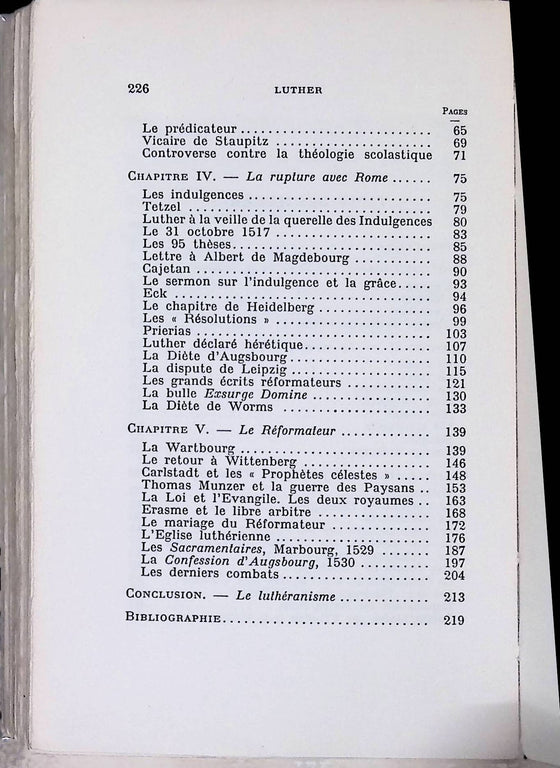 226 LUTHER
PAGES
Le prédicateur ........................... 65
Vicaire de Staupitz ...................... 69
Controverse contre la théologie scolastique 71
CHAPITRE IV. — La rupture avec Rome ...... 75
Les indulgences .......................... 75
Tetzel ................................... 79
Luther à la veille de la querelle des Indulgences 80
Le 31 octobre 1517 ....................... 83
Les 95 thèses............................. 85
Lettre à Albert de Magdebourg ........... 88
Cajetan .................................. 90
Le sermon sur l'indulgence et la grâce..... 93
Eck ...................................... 94
Le chapitre de Heidelberg ................ 96
Les « Résolutions » ...................... 99
Prierias ................................. 103
Luther déclaré hérétique.................. 107
La Diète d'Augsbourg...................... 110
La dispute de Leipzig .................... 115
Les grands écrits réformateurs ............ 121
La bulle Exsurge Domine .................. 130
La Diète de Worms ....................... 133
CHAPITRE V. — Le Réformateur ............. 139
La Wartbourg ............................. 139
Le retour à Wittenberg ................... 146
Carlstadt et les « Prophètes célestes » ..... 148
Thomas Munzer et la guerre des Paysans .. 153
La Loi et l'Evangile. Les deux royaumes .. 163
Erasme et le libre arbitre ................ 168
Le mariage du Réformateur ............... 172
L'Eglise luthérienne ...................... 176
Les Sacramentaires, Marbourg, 1529 ....... 187
La Confession d'Augsbourg, 1530 .......... 197
Les derniers combats ..................... 204
CONCLUSION. — Le luthéranisme ............. 213
BIBLIOGRAPHIE.............................. 219